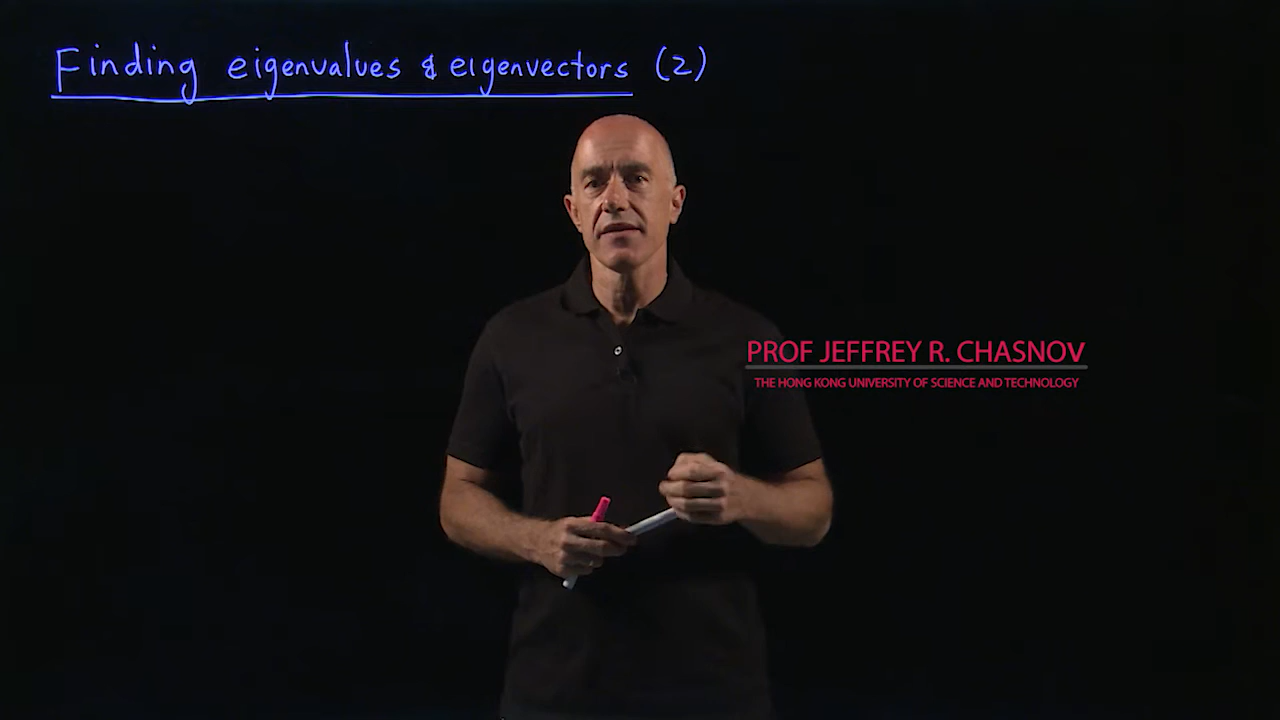 Finding eigenvalues & eigenvectors (2)
PROF JEFFREY R. CHASNOV
THE HONG KONG UNIVERSITY OF SCIENCE AND TECHNOLOGY